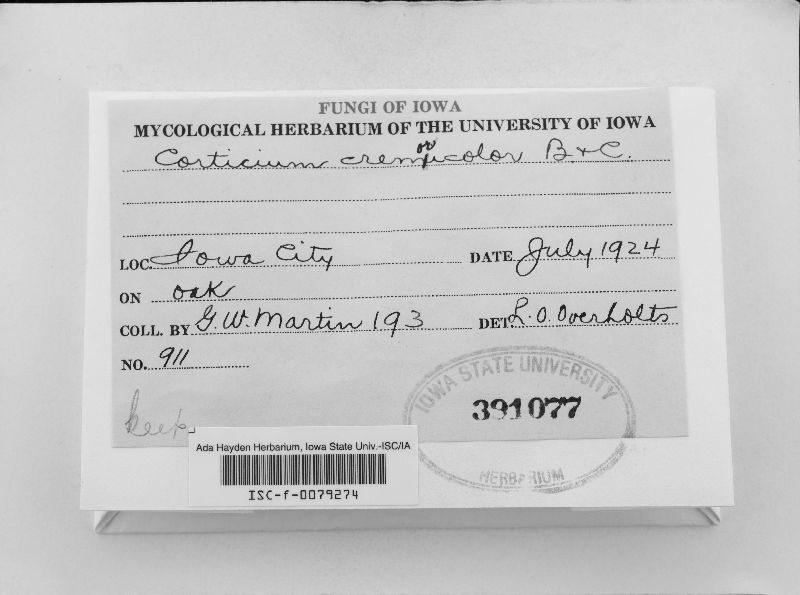 FUNGI OF IOWA
MYCOLOGICAL HERBARIUM OF THE UNIVERSITY OF IOWA
Corticium cremoricolor B & C.
LOC. Iowa City DATE July 1924
ON oak
COLL. BY G. W. Martin 193 DET. L. O. Overholts
NO. 911
keep
IOWA STATE UNIVERSITY
391077
HERBARIUM
Ada Hayden Herbarium, Iowa State Univ.-ISC/IA
ISC-f-0079274